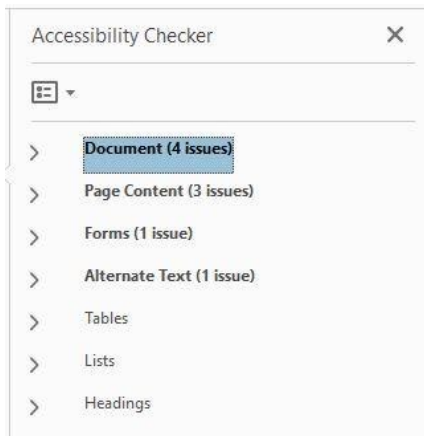 Accessibility Checker
Document (4 issues)
Page Content (3 issues)
Forms (1 issue)
Alternate Text (1 issue)
Tables
Lists
Headings